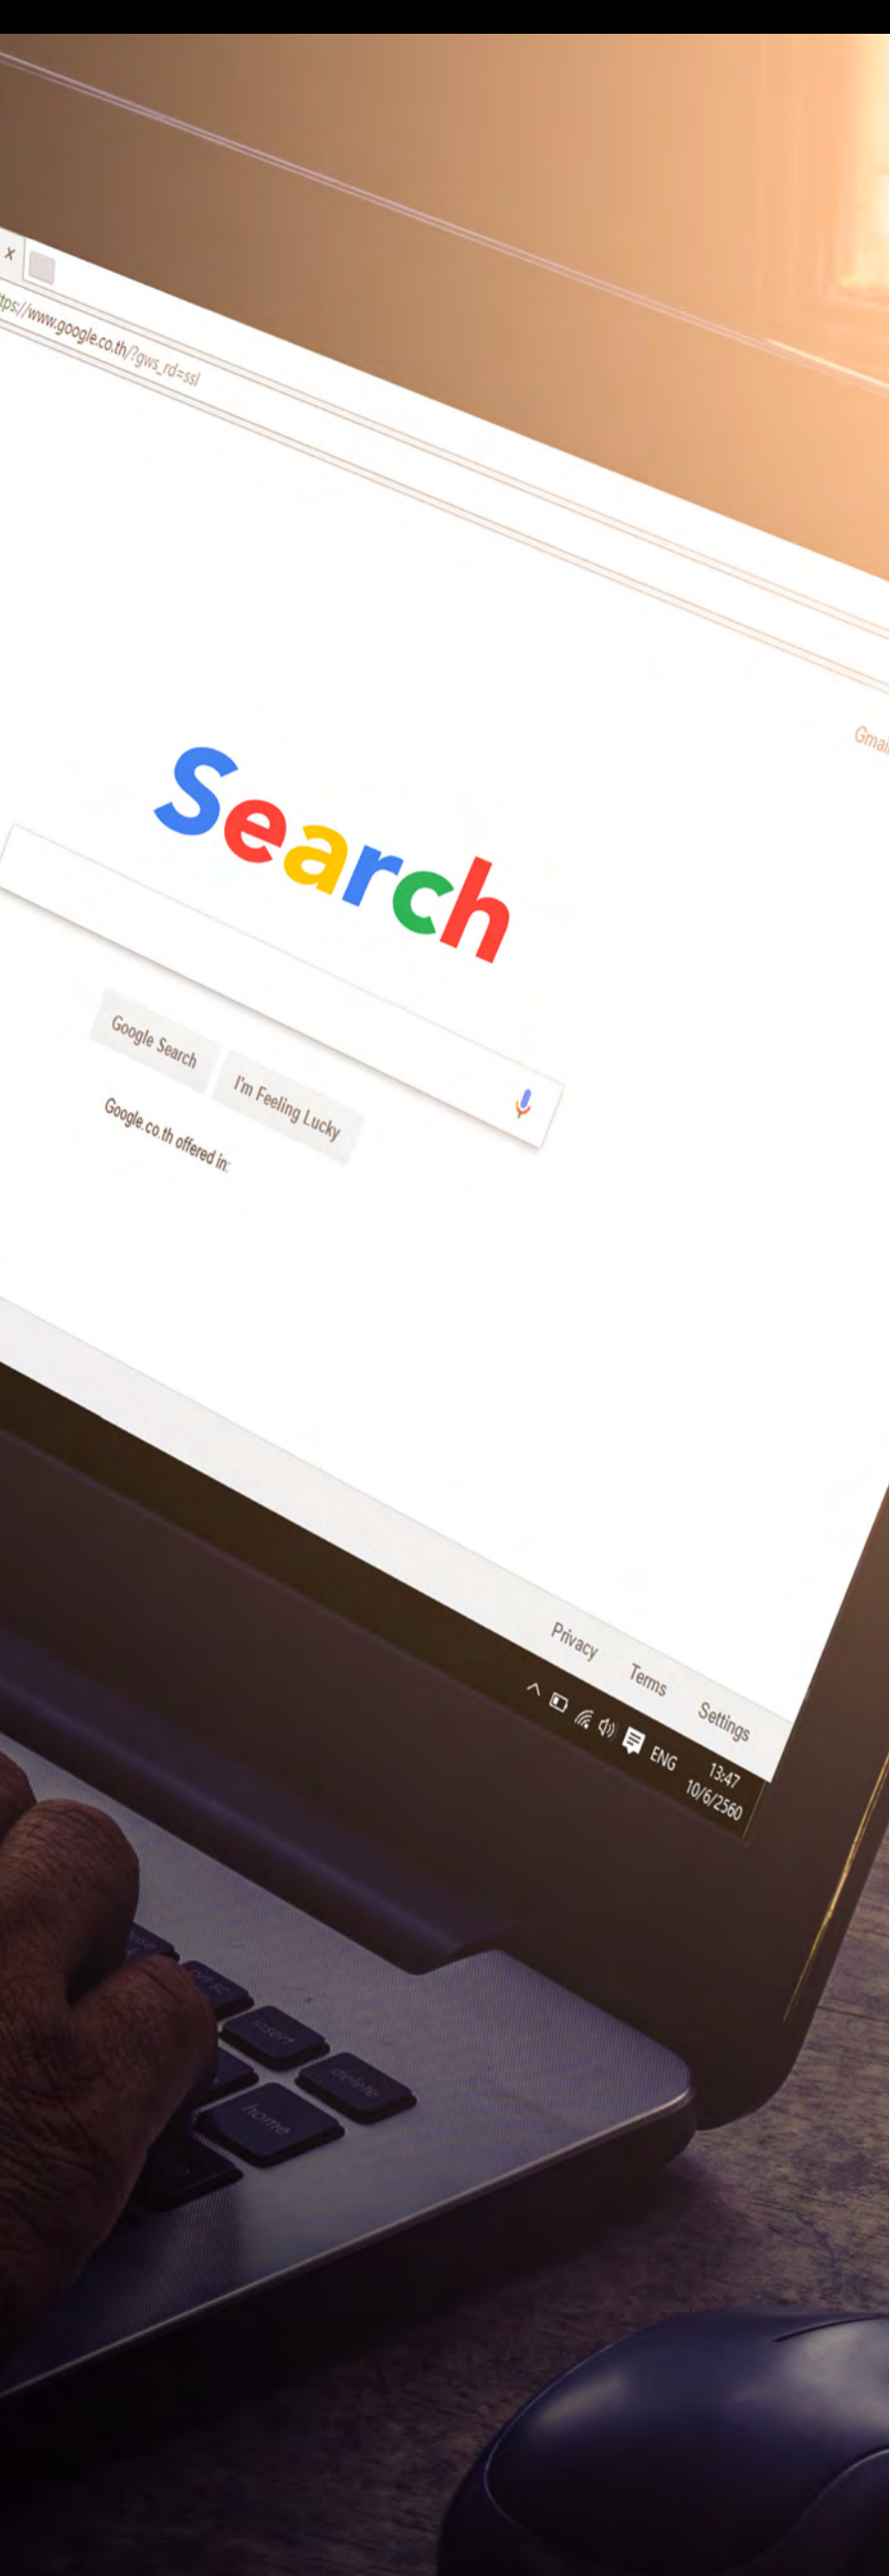 x
tps://www.google.co.th/?gws_rd=ssl
Gmail
Search
Google Search
I'm Feeling Lucky
Google.co.th offered in:
Privacy
Terms
Settings
ENG
13:47
10/6/2560
insert
delete
home